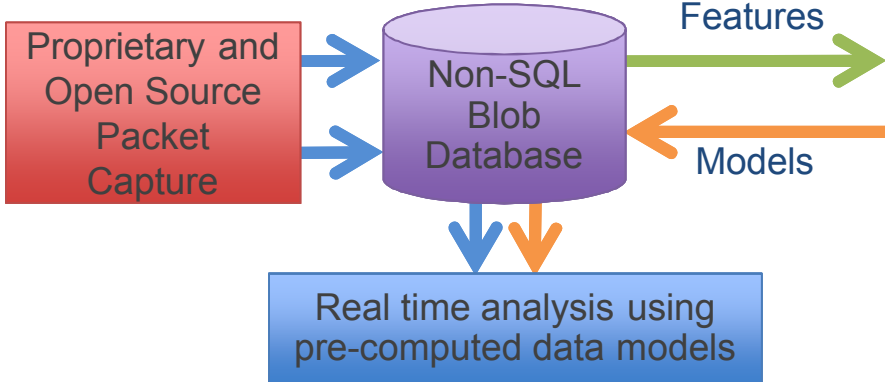 Proprietary and
Open Source
Packet
Capture
Non-SQL
Blob
Database
Features
Models
Real time analysis using
pre-computed data models